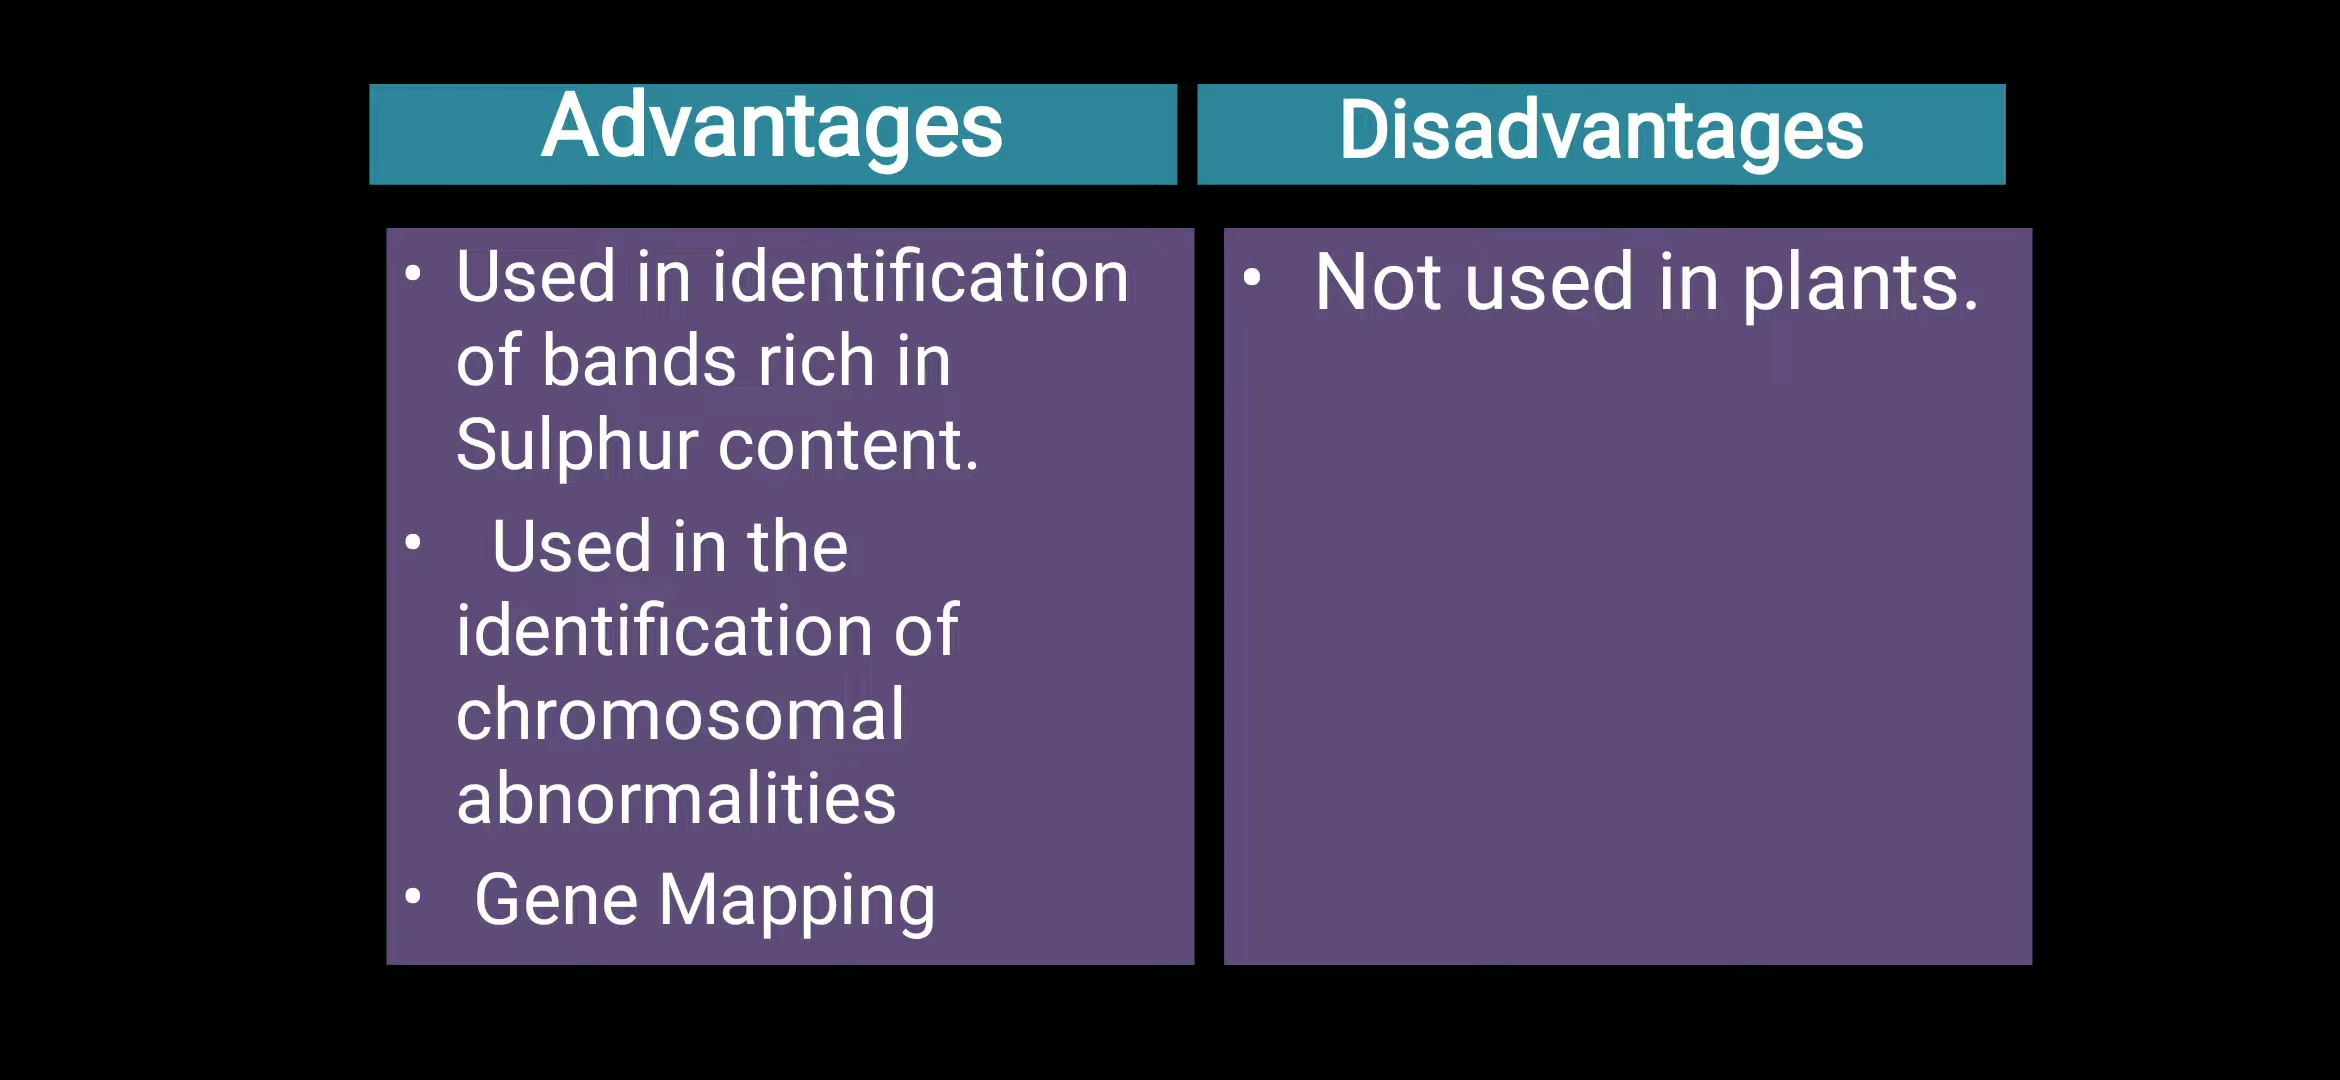 Advantages
Disadvantages
• Used in identification
of bands rich in
Sulphur content.
• Used in the
identification of
chromosomal
abnormalities
• Gene Mapping
• Not used in plants.